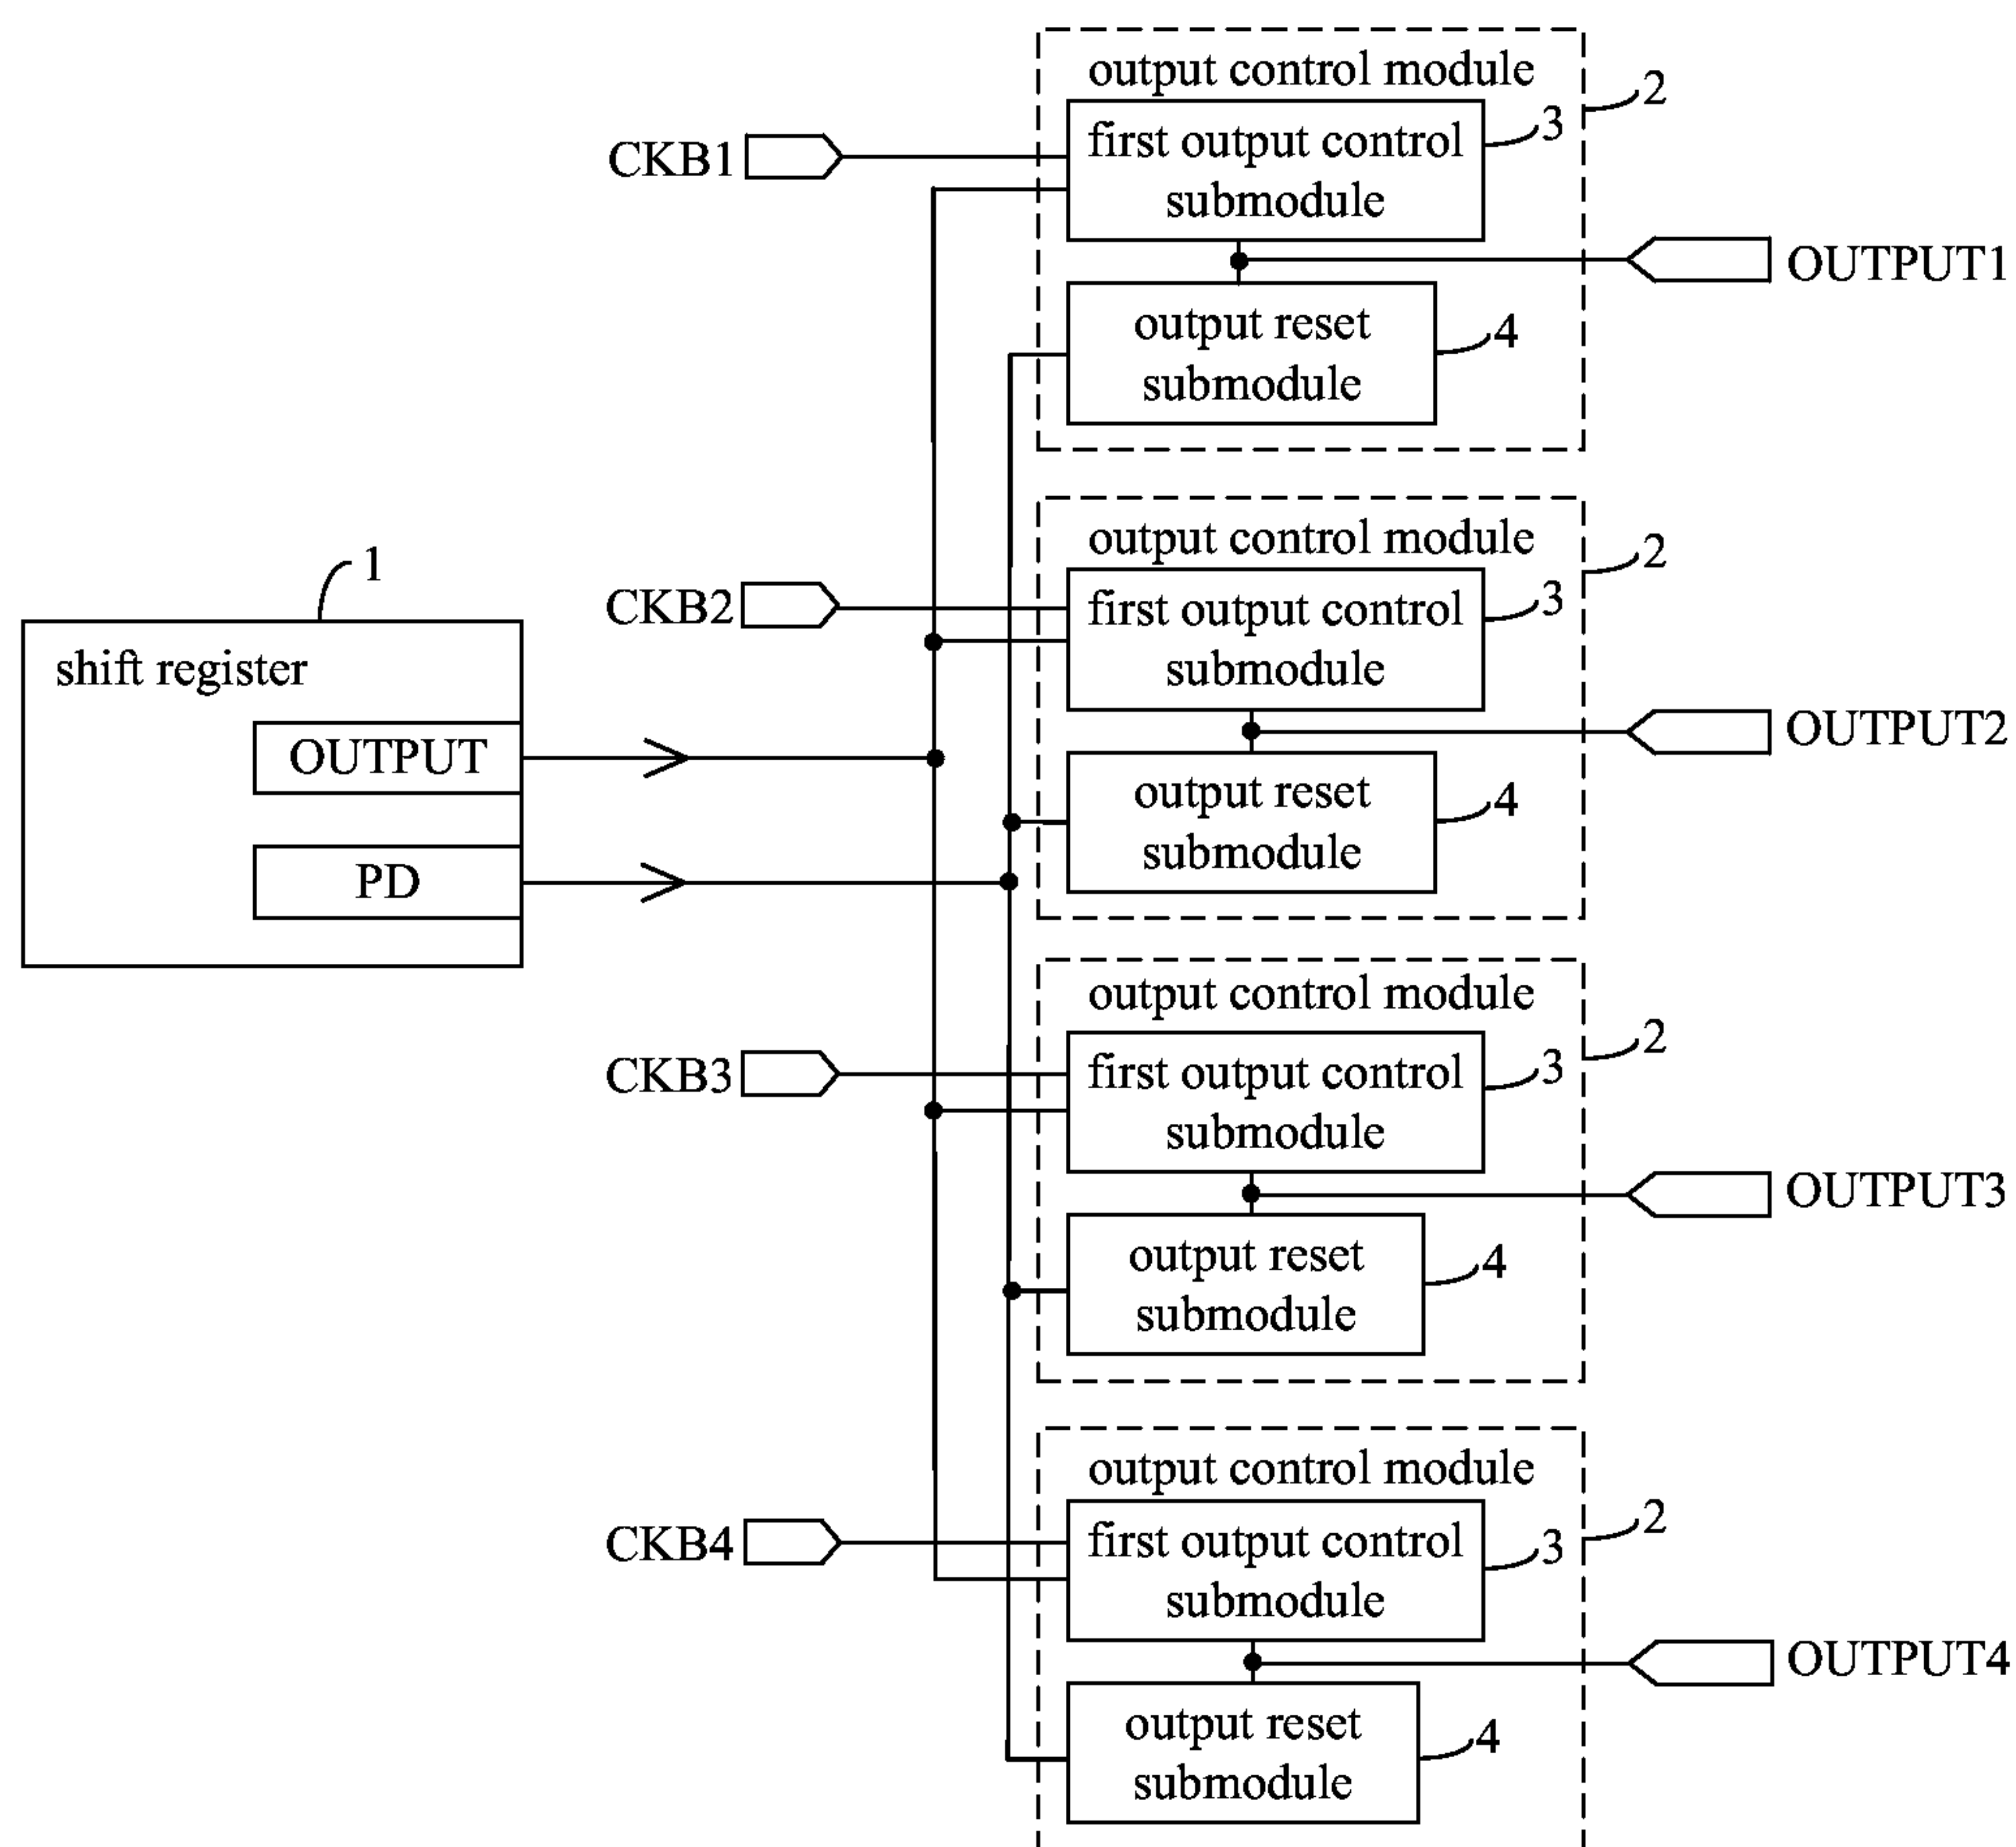 output control module
2
CKB1
first output control
submodule
3
OUTPUT1
output reset
submodule
4
output control module
2
1
CKB2
first output control
submodule
3
shift register
OUTPUT
PD
OUTPUT2
output reset
submodule
4
output control module
2
CKB3
first output control
submodule
3
OUTPUT3
output reset
submodule
4
output control module
2
CKB4
first output control
submodule
3
OUTPUT4
output reset
submodule
4